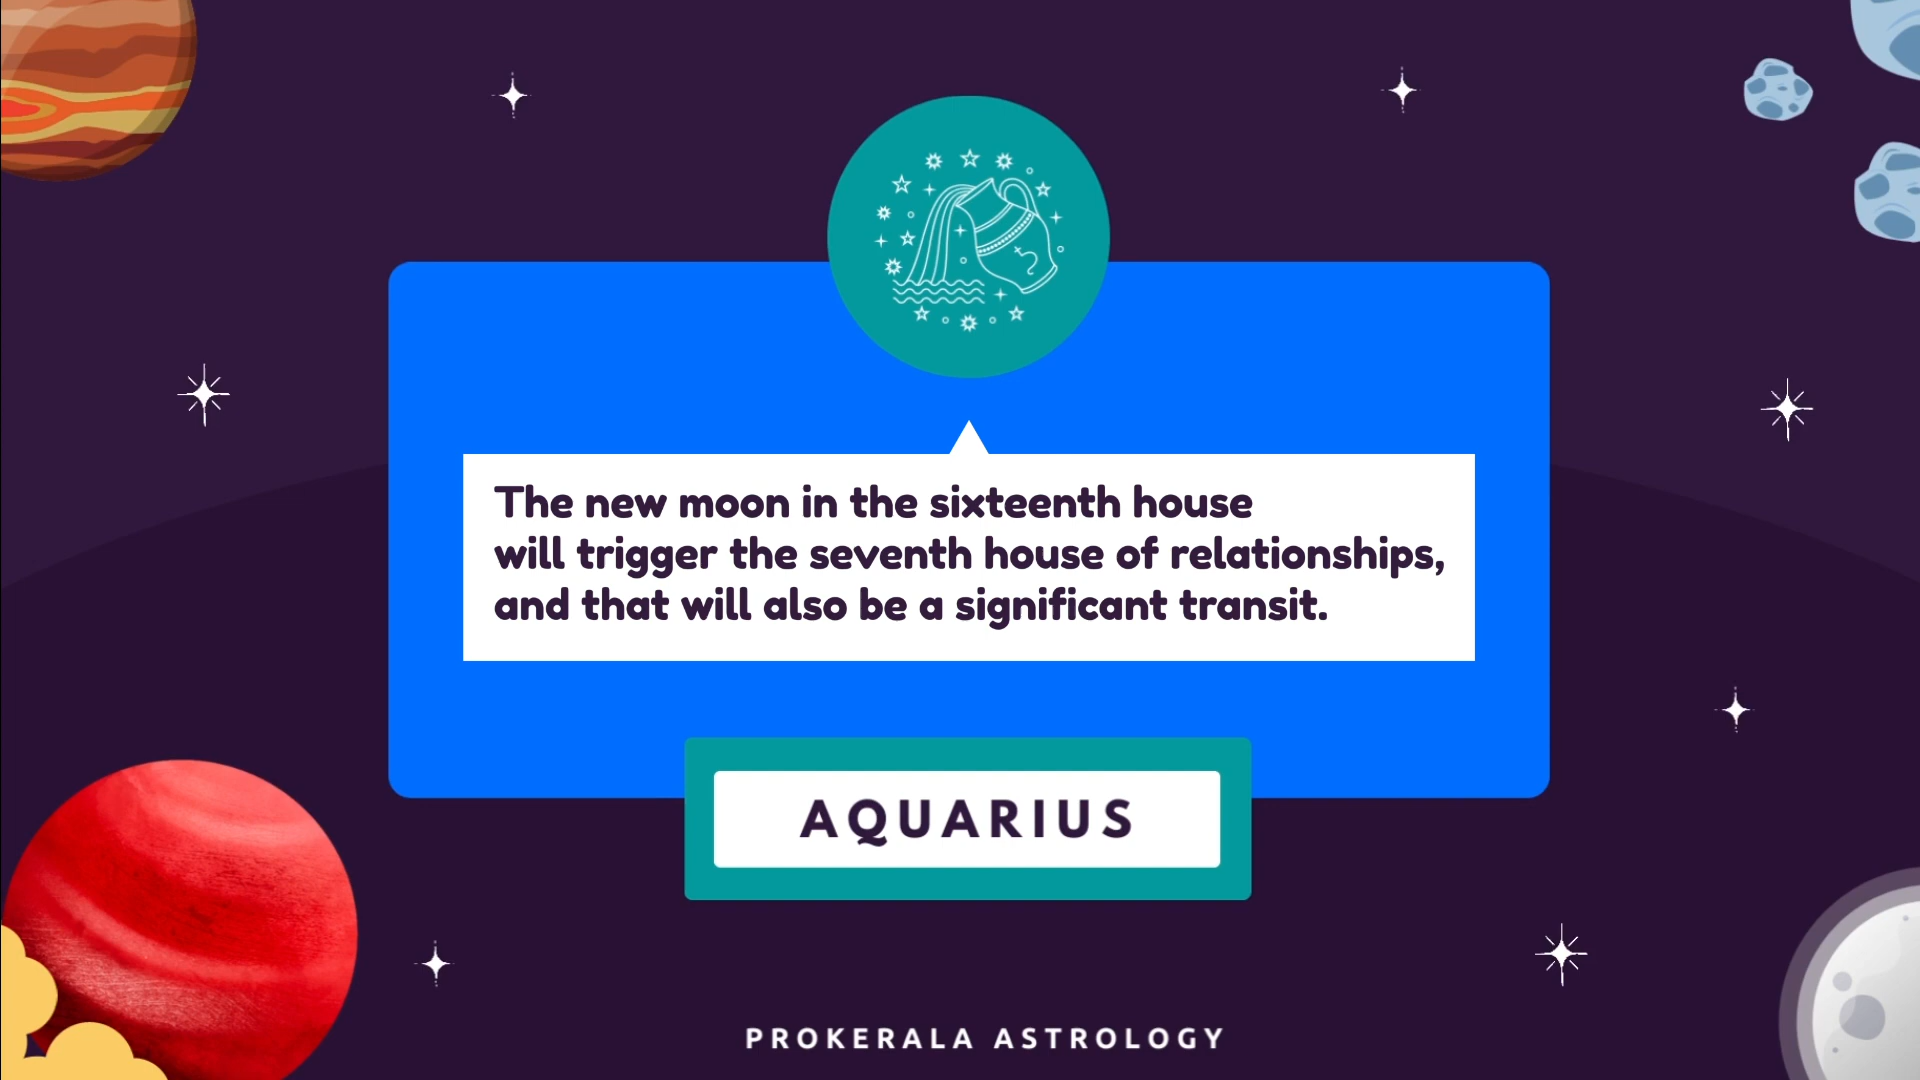 The new moon in the sixteenth house
will trigger the seventh house of relationships,
and that will also be a significant transit.
AQUARIUS
PROKERALA ASTROLOGY